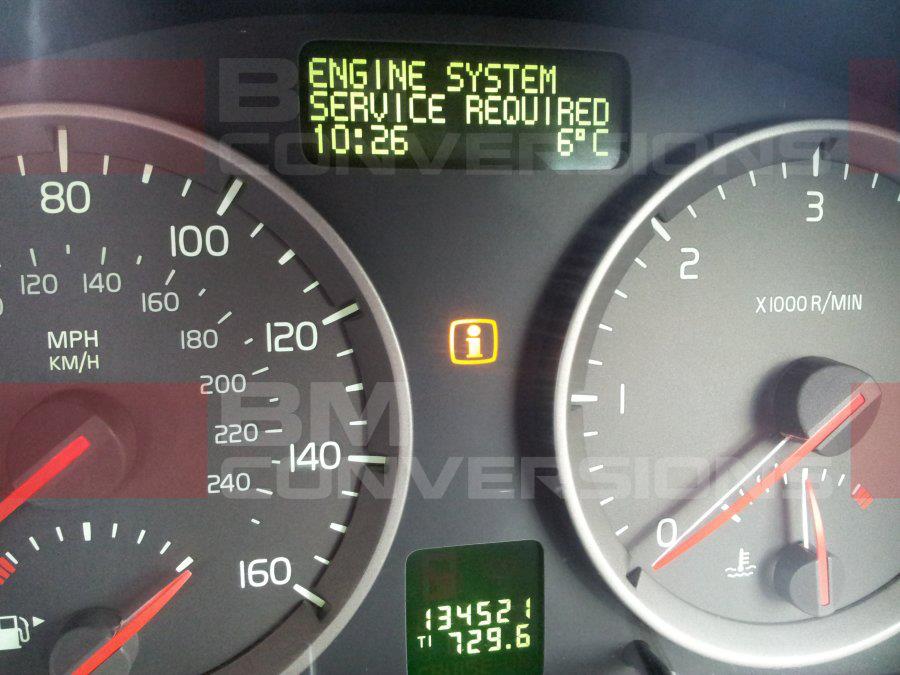 ENGINE SYSTEM
SERVICE REQUIRED
10:26 6°C
BM
CONVERSIONS
80
100
120
140
160
120
140
160
180
200
220
240
MPH
KM/H
0
1
2
3
X1000 R/MIN
i
BM
CONVERSIONS
134521
T1 729.6